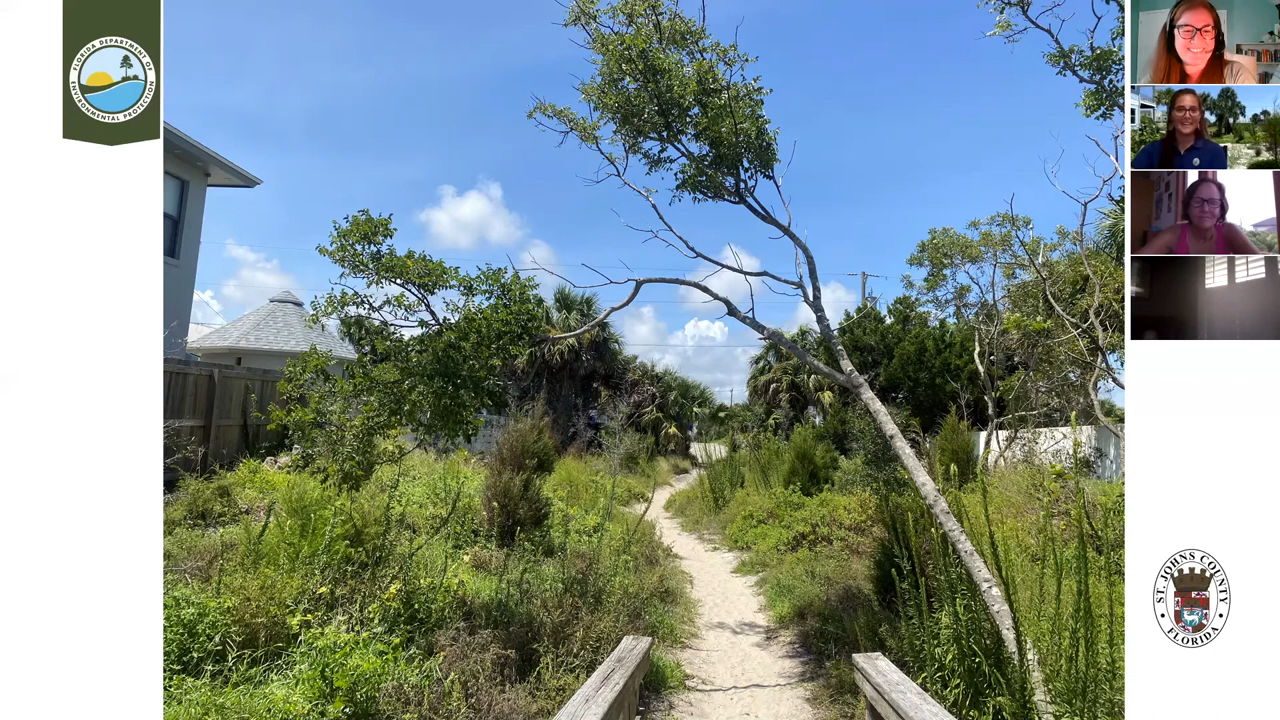 FLORIDA DEPARTMENT OF
ENVIRONMENTAL PROTECTION
ST. JOHNS COUNTY
FLORIDA